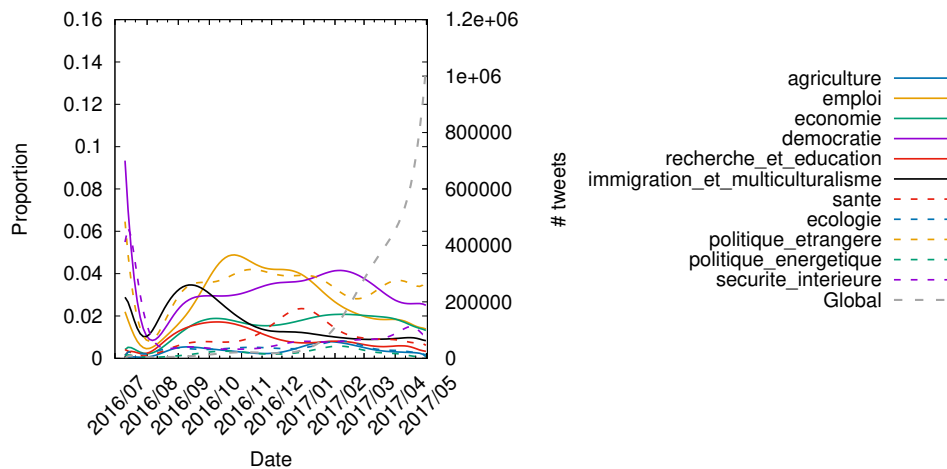 0.16
0.14
0.12
0.1
0.08
0.06
0.04
0.02
0
Proportion
1.2e+06
1e+06
800000
600000
400000
200000
0
# tweets
2016/07
2016/08
2016/09
2016/10
2016/11
2016/12
2017/01
2017/02
2017/03
2017/04
2017/05
Date
agriculture
emploi
economie
democratie
recherche_et_education
immigration_et_multiculturalisme
sante
ecologie
politique_etrangere
politique_energetique
securite_interieure
Global